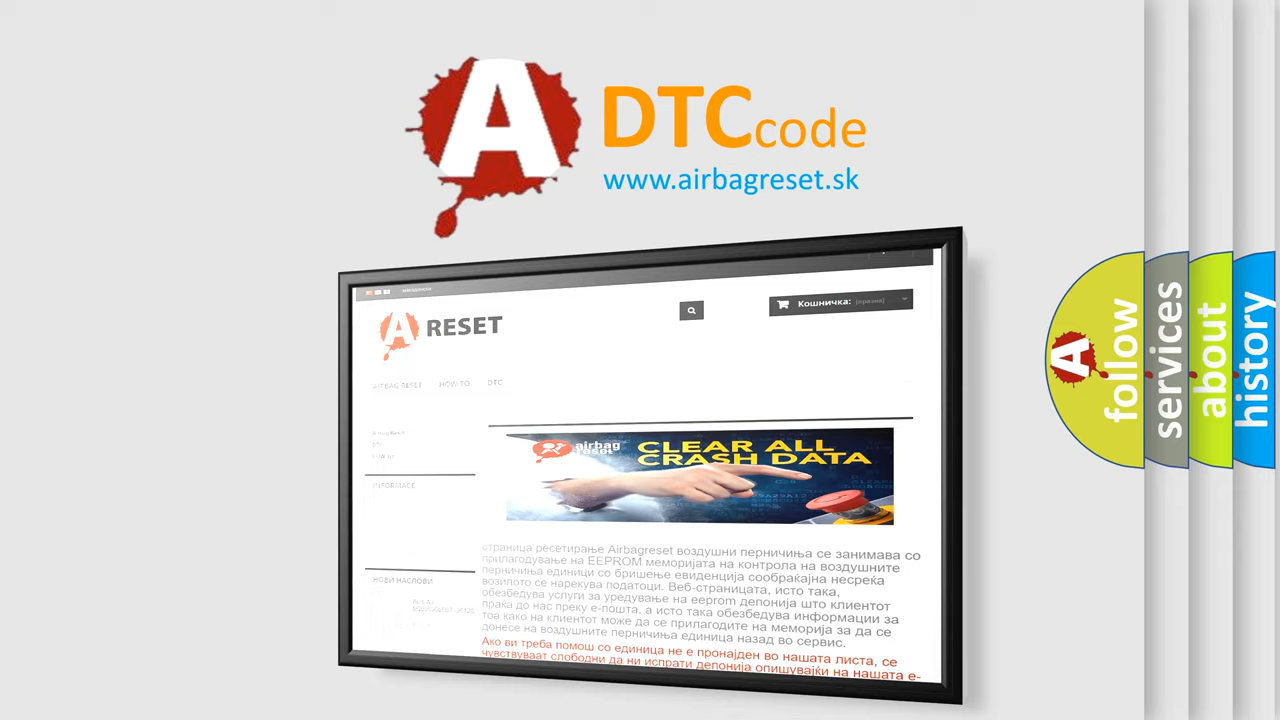 A
DTCcode
www.airbagreset.sk
A RESET
Кошничка: (празни)
AIRBAG RESET HOW TO DTC
airbag
reset
CLEAR ALL
CRASH DATA
INFORMACE
НОВИ НАСЛОВИ
страница ресетирање Airbagreset воздушни перничиња се занимава со
прилагодување на EEPROM меморијата на контрола на воздушните
перничиња единици со бришење евиденција сообраќајна несреќа
возилото се нарекува податоци. Веб-страницата, исто така,
обезбедува услуги за уредување на eeprom депонија што клиентот
праќа до нас преку е-пошта, а исто така обезбедува информации за
тоа како на клиентот може да се прилагодите на меморија за да се
донесе на воздушните перничиња единица назад во сервис.
Ако ви треба помош со единица не е пронајден во нашата листа, се
чувствуваат слободни да ни испрати депонија опишувајќи на нашата е-
A
follow
services
about
history